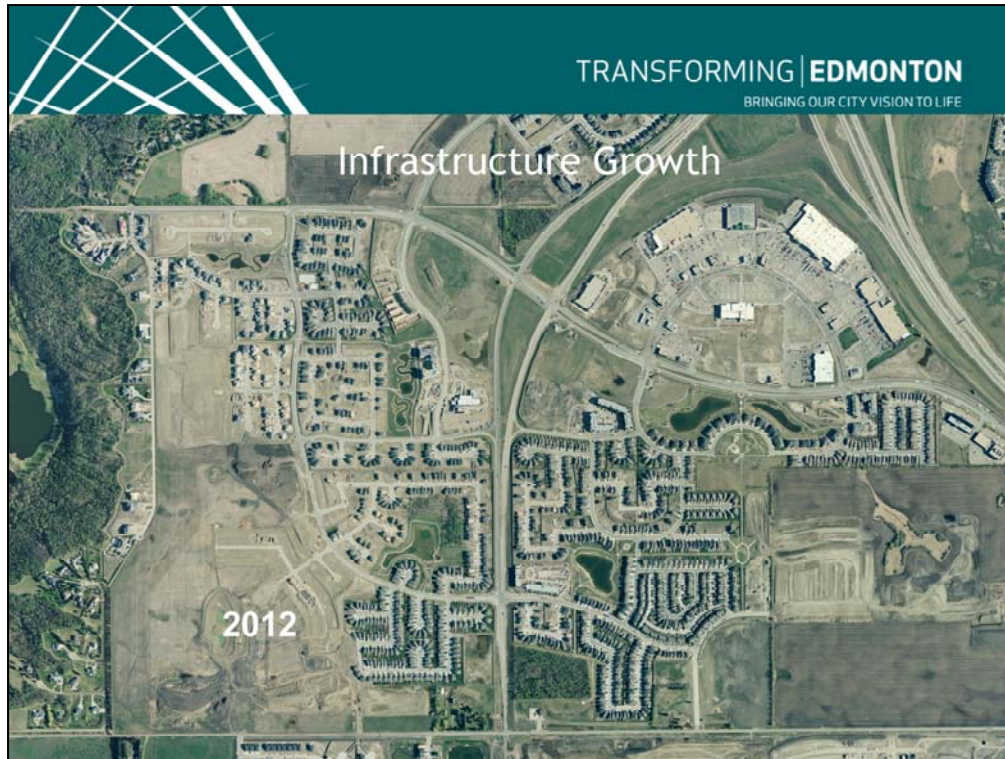 TRANSFORMING|EDMONTON
BRINGING OUR CITY VISION TO LIFE
Infrastructure Growth
2012